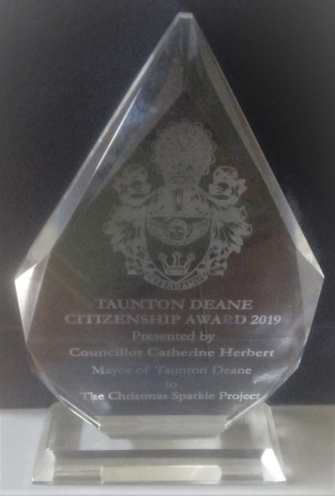 DEFENDAMUS
TAUNTON DEANE
CITIZENSHIP AWARD 2019
Presented by
Councillor Catherine Herbert
Mayor of Taunton Deane
to
The Christmas Sparkle Project